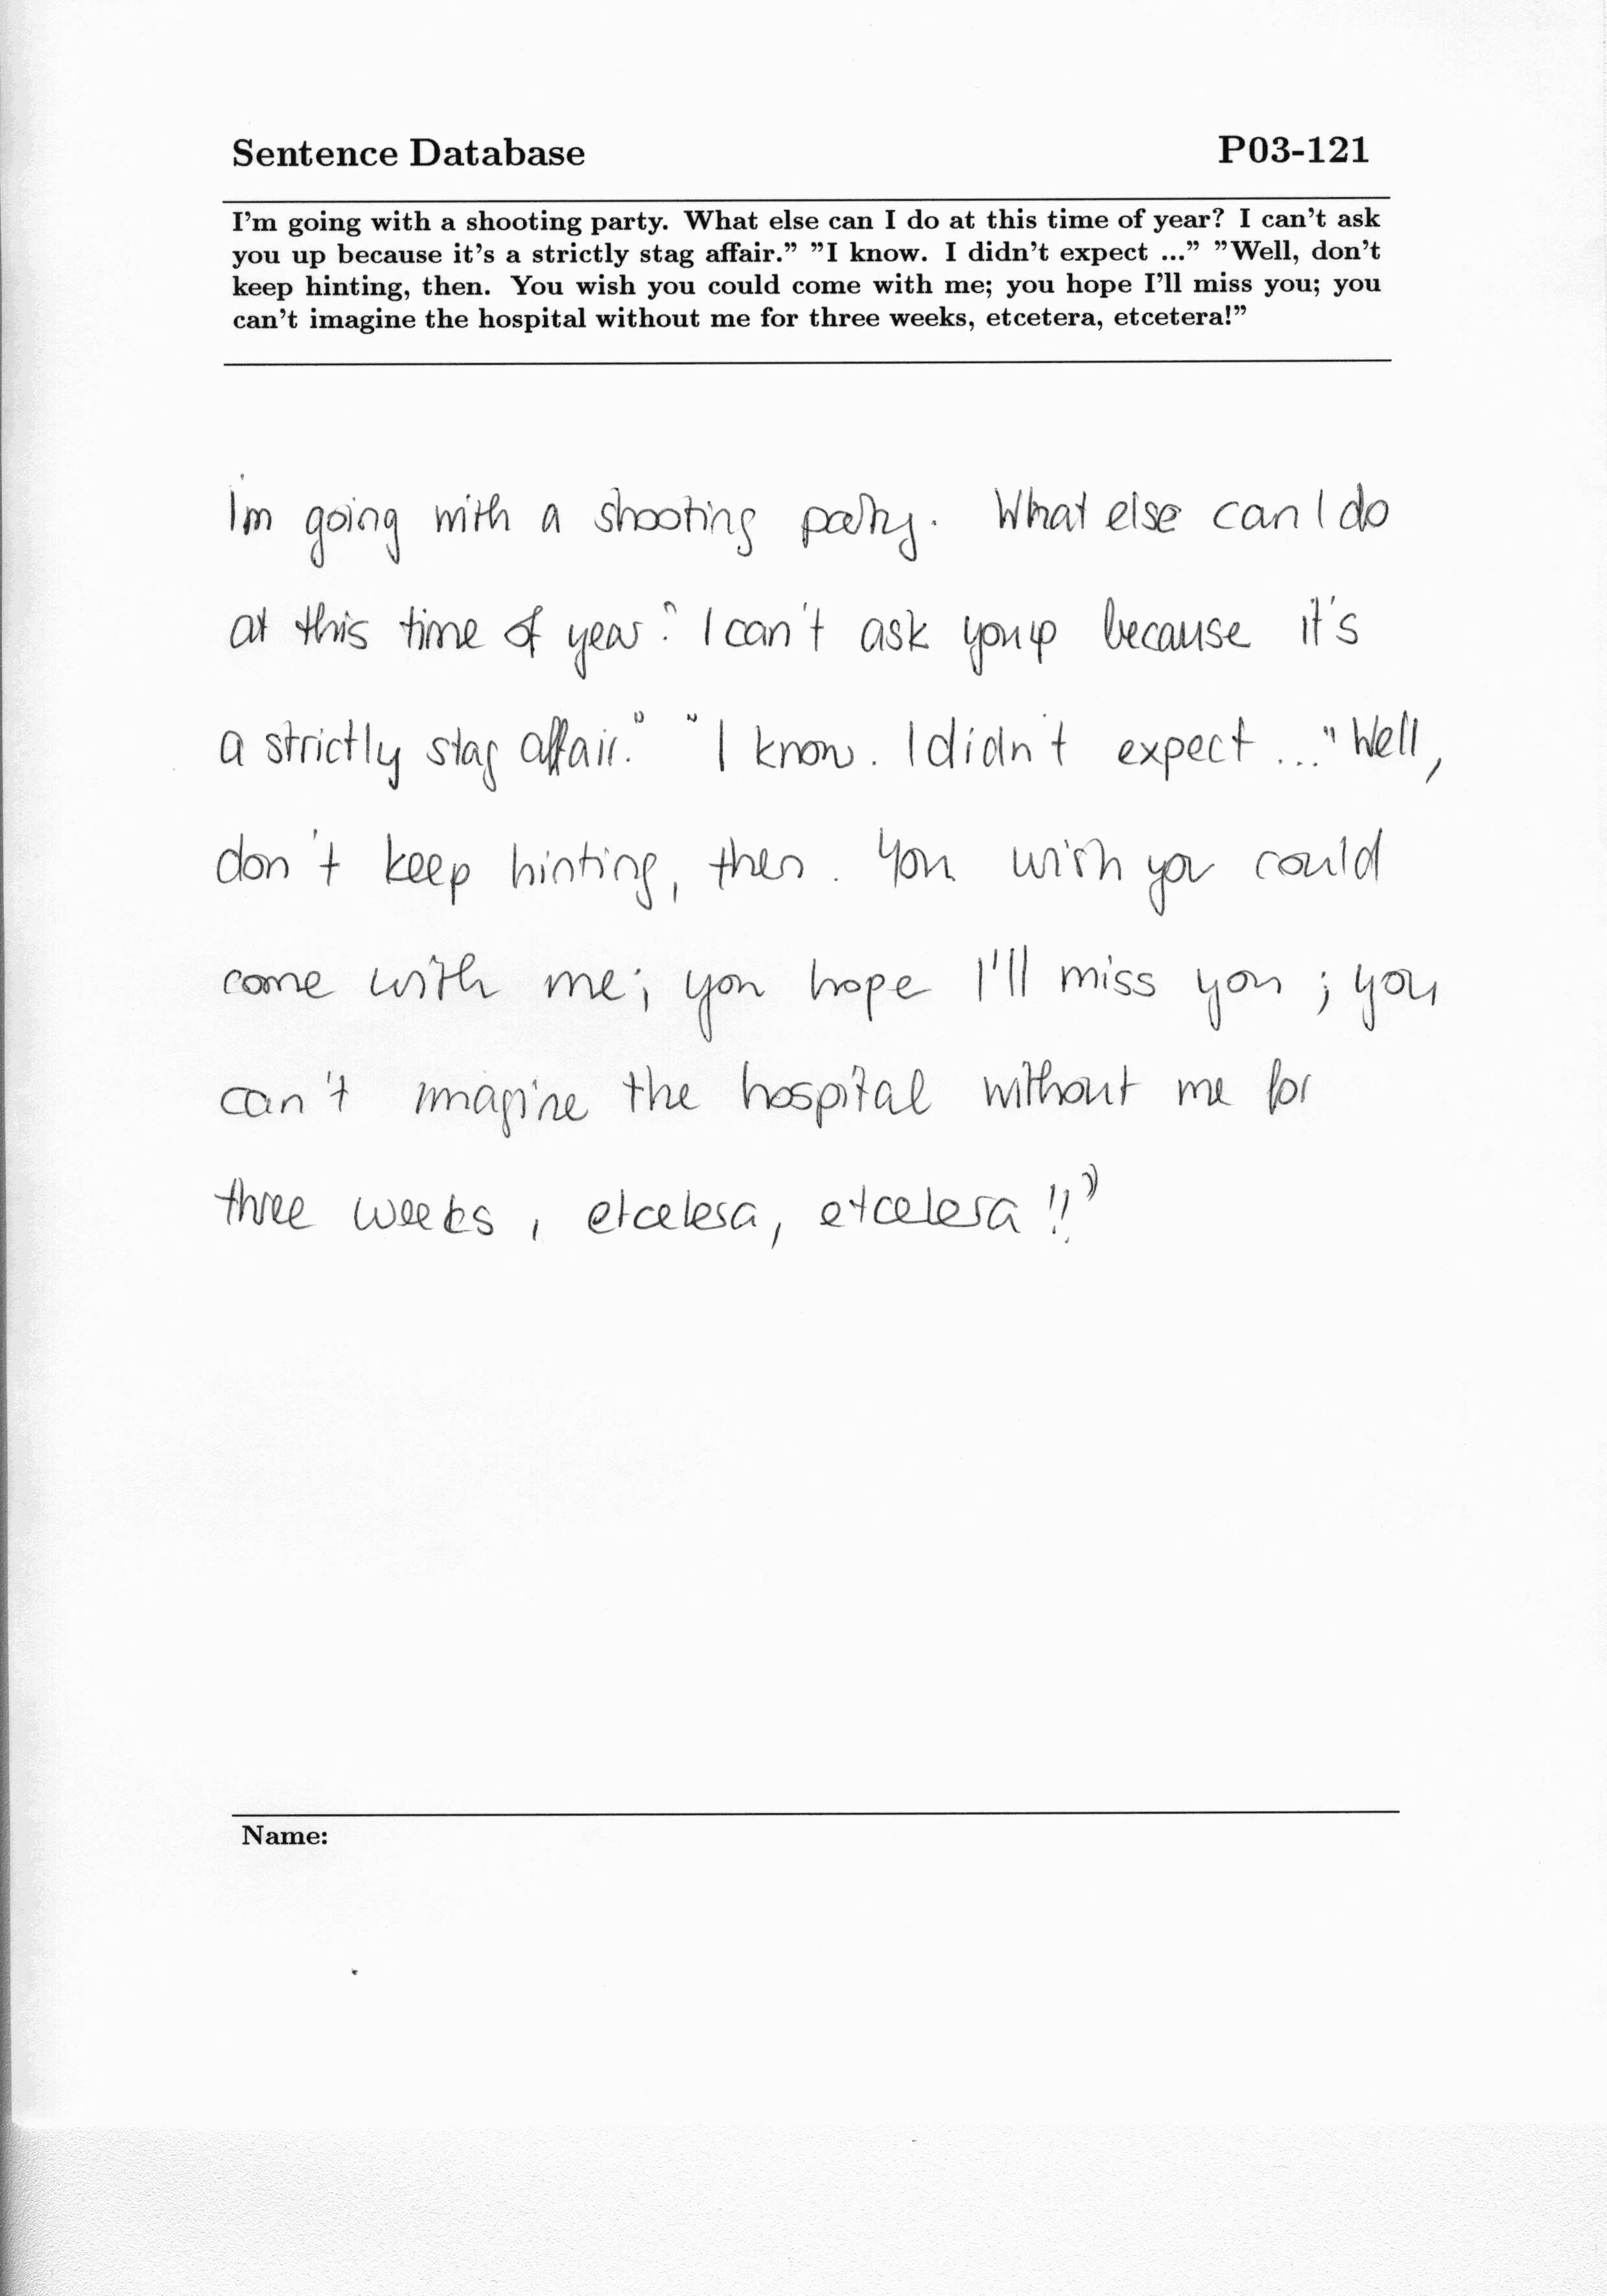 Sentence Database P03-121
I'm going with a shooting party. What else can I do at this time of year? I can't ask
you up because it's a strictly stag affair." "I know. I didn't expect ..." "Well, don't
keep hinting, then. You wish you could come with me; you hope I'll miss you; you
can't imagine the hospital without me for three weeks, etcetera, etcetera!"
I'm going with a shooting party. What else can I do
at this time of year? I can't ask you up because it's
a strictly stag affair." "I know. I didn't expect ..." Well,
don't keep hinting, then. You wish you could
come with me; you hope I'll miss you; you
can't imagine the hospital without me for
three weeks, etcetera, etcetera!!"
Name: